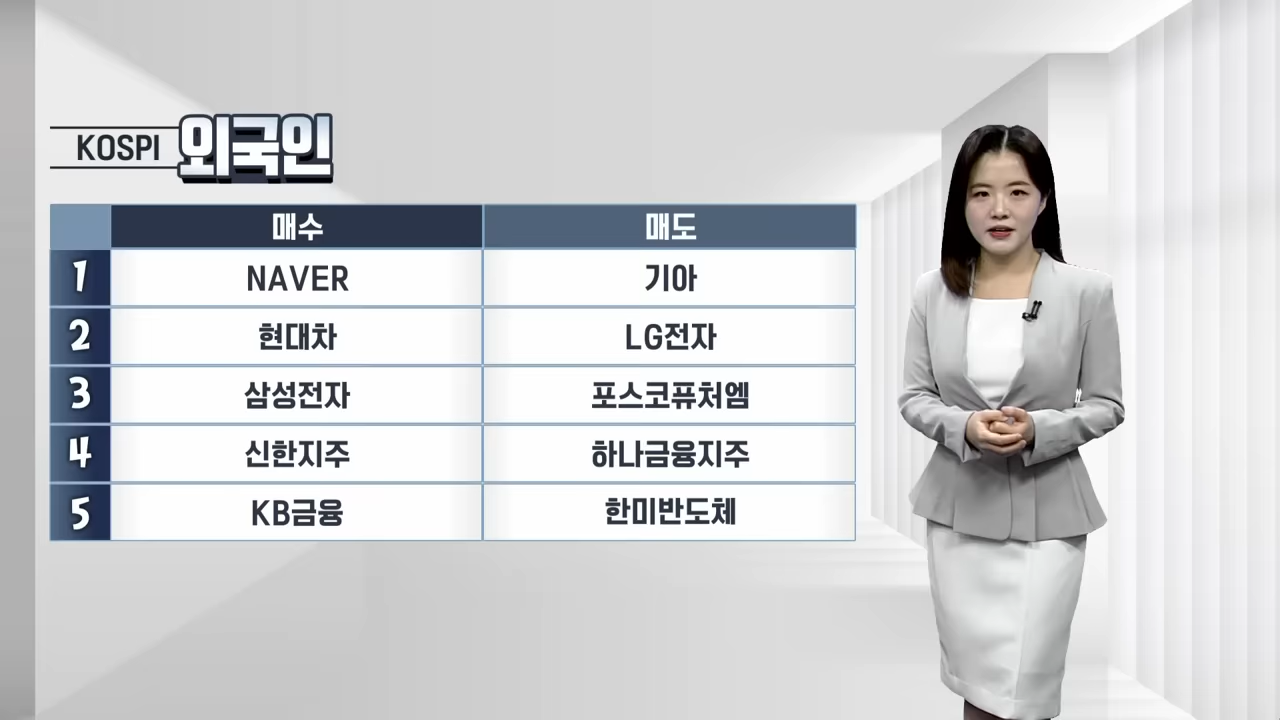 KOSPI 외국인
매수 매도
1 NAVER 기아
2 현대차 LG전자
3 삼성전자 포스코퓨처엠
4 신한지주 하나금융지주
5 KB금융 한미반도체